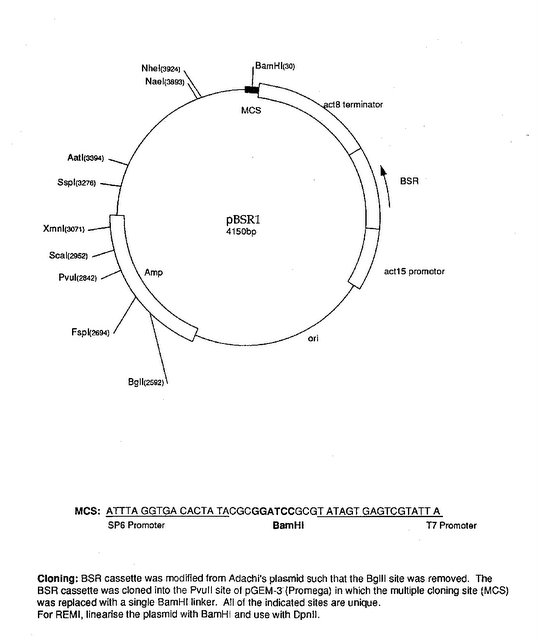 NheI(3924)
NaeI(3893)
BamHI(30)
MCS
act8 terminator
AatI(3394)
SspI(3276)
BSR
pBSR1
4150bp
XmnI(3071)
ScaI(2952)
PvuI(2842)
Amp
act15 promotor
FspI(2694)
ori
BglI(2592)
MCS: ATTTA GGTGA CACTA TACGCGGATCCGCGT ATAGT GAGTCGTATT A
SP6 Promoter BamHI T7 Promoter
Cloning: BSR cassette was modified from Adachi's plasmid such that the BglII site was removed. The
BSR cassette was cloned into the PvuII site of pGEM-3 (Promega) in which the multiple cloning site (MCS)
was replaced with a single BamHI linker. All of the indicated sites are unique.
For REMI, linearise the plasmid with BamHI and use with DpnII.